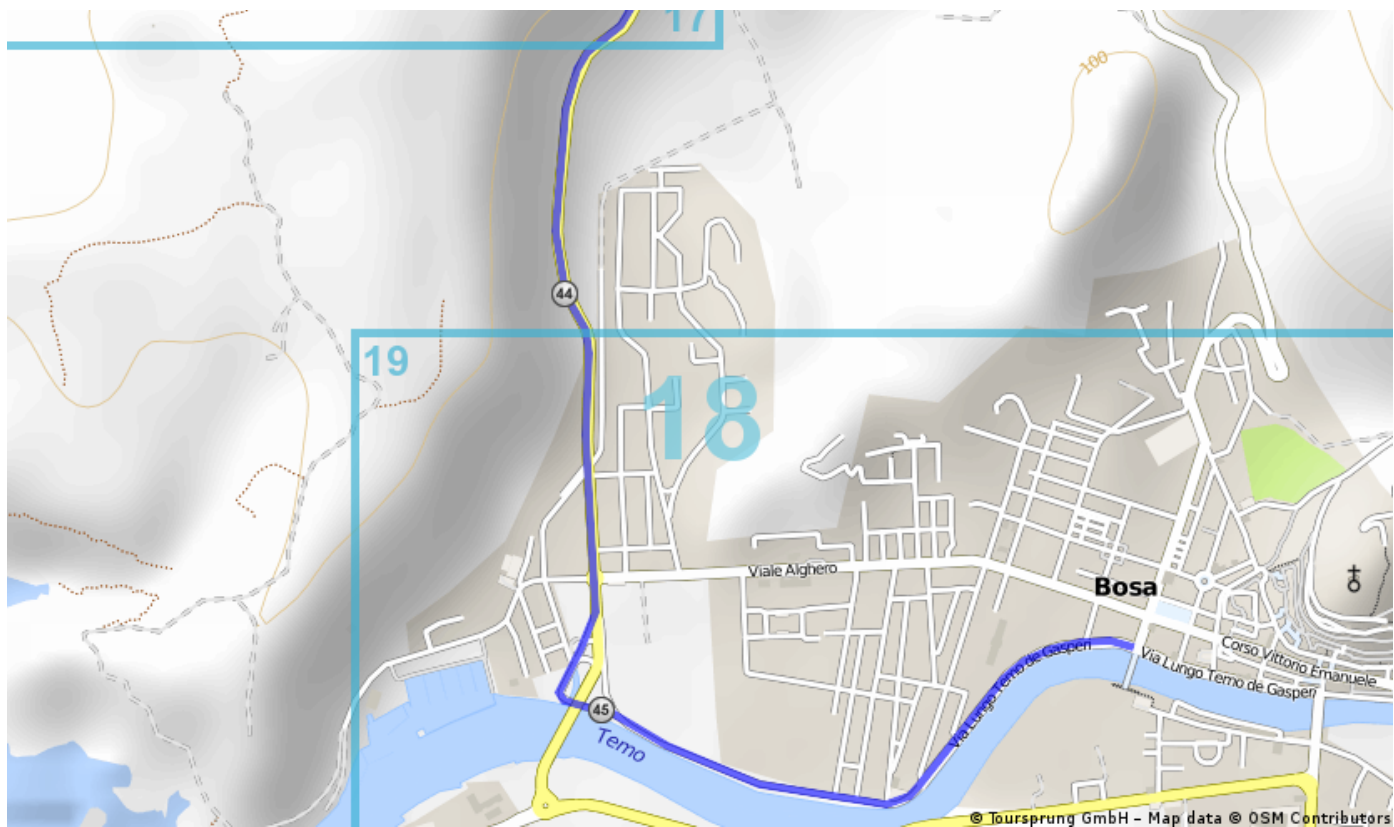 17
100
44
19
18
Viale Alghero
Bosa
Corso Vittorio Emanuele
Via Lungo Temo de Gasperi
Via Lungo Temo de Gasperi
45
Temo
© Toursprung GmbH – Map data © OSM Contributors